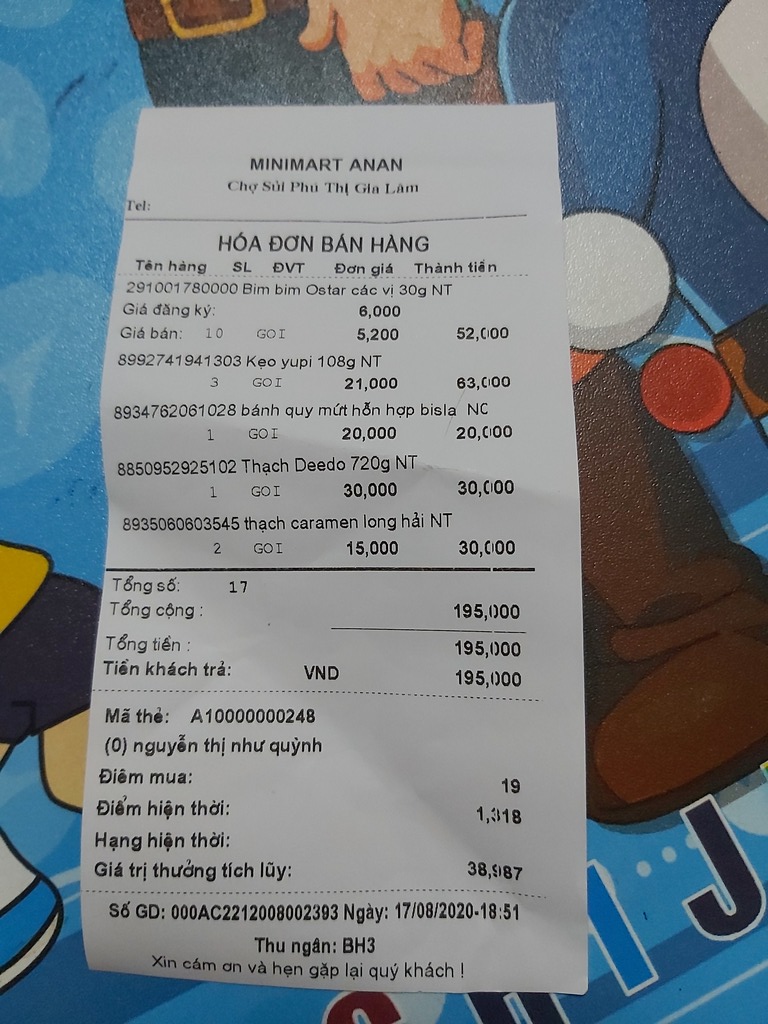 MINIMART ANAN
Chợ Sủi Phú Thị Gia Lâm
Tel:
HÓA ĐƠN BÁN HÀNG
Tên hàng SL ĐVT Đơn giá Thành tiền
291001780000 Bim bim Ostar các vị 30g NT
Giá đăng ký: 6,000
Giá bán: 10 GOI 5,200 52,000
8992741941303 Kẹo yupi 108g NT
3 GOI 21,000 63,000
8934762061028 bánh quy mứt hỗn hợp bisla NC
1 GOI 20,000 20,000
8850952925102 Thạch Deedo 720g NT
1 GOI 30,000 30,000
8935060603545 thạch caramen long hải NT
2 GOI 15,000 30,000
Tổng số: 17
Tổng cộng : 195,000
Tổng tiền : 195,000
Tiền khách trả: VND 195,000
Mã thẻ: A10000000248
(0) nguyễn thị như quỳnh
Điểm mua: 19
Điểm hiện thời: 1,318
Hạng hiện thời:
Giá trị thưởng tích lũy: 38,987
Số GD: 000AC2212008002393 Ngày: 17/08/2020-18:51
Thu ngân: BH3
Xin cám ơn và hẹn gặp lại quý khách !